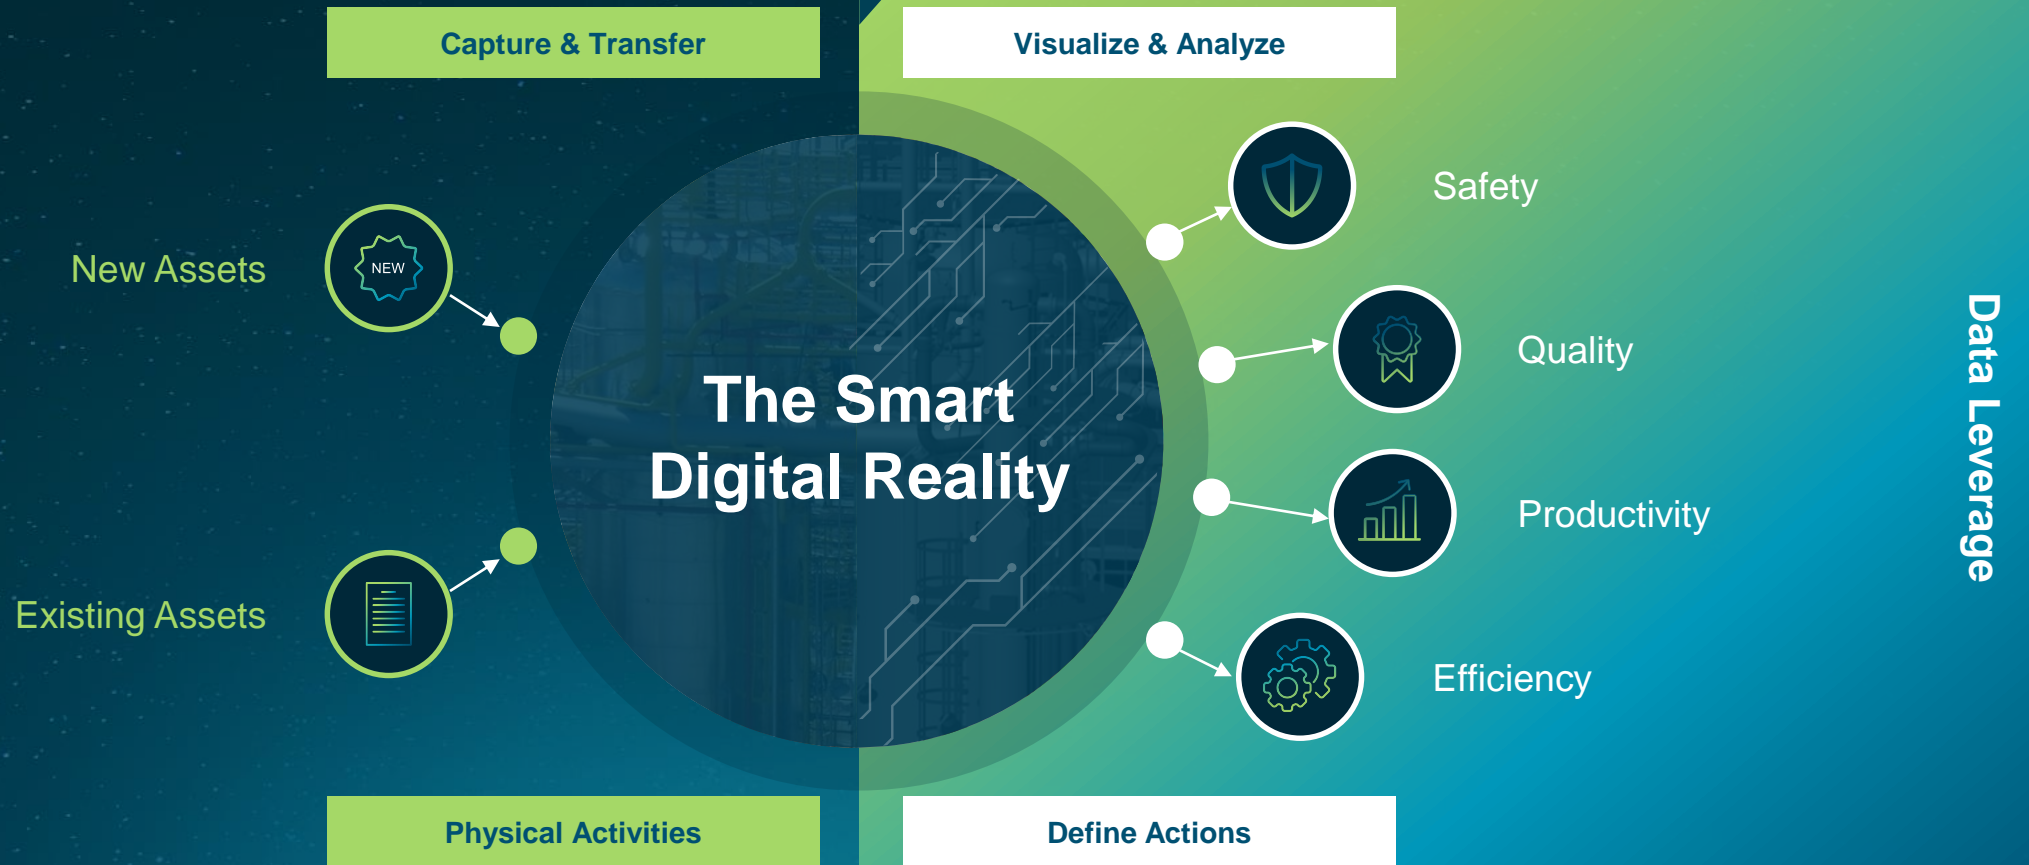 Capture & Transfer
Visualize & Analyze
New Assets
NEW
Existing Assets
The Smart
Digital Reality
Safety
Quality
Productivity
Efficiency
Data Leverage
Physical Activities
Define Actions